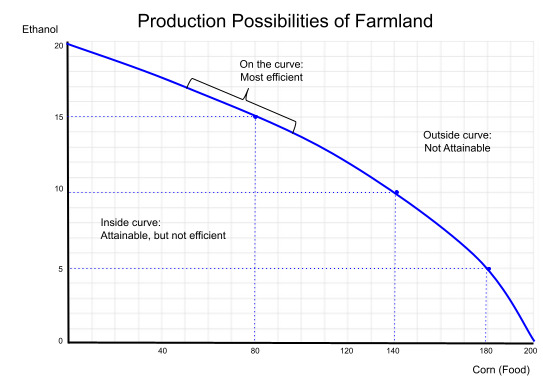 Production Possibilities of Farmland
Ethanol
20
On the curve:
Most efficient
15
Outside curve:
Not Attainable
10
Inside curve:
Attainable, but not efficient
5
0
40
80
120
140
180
200
Corn (Food)